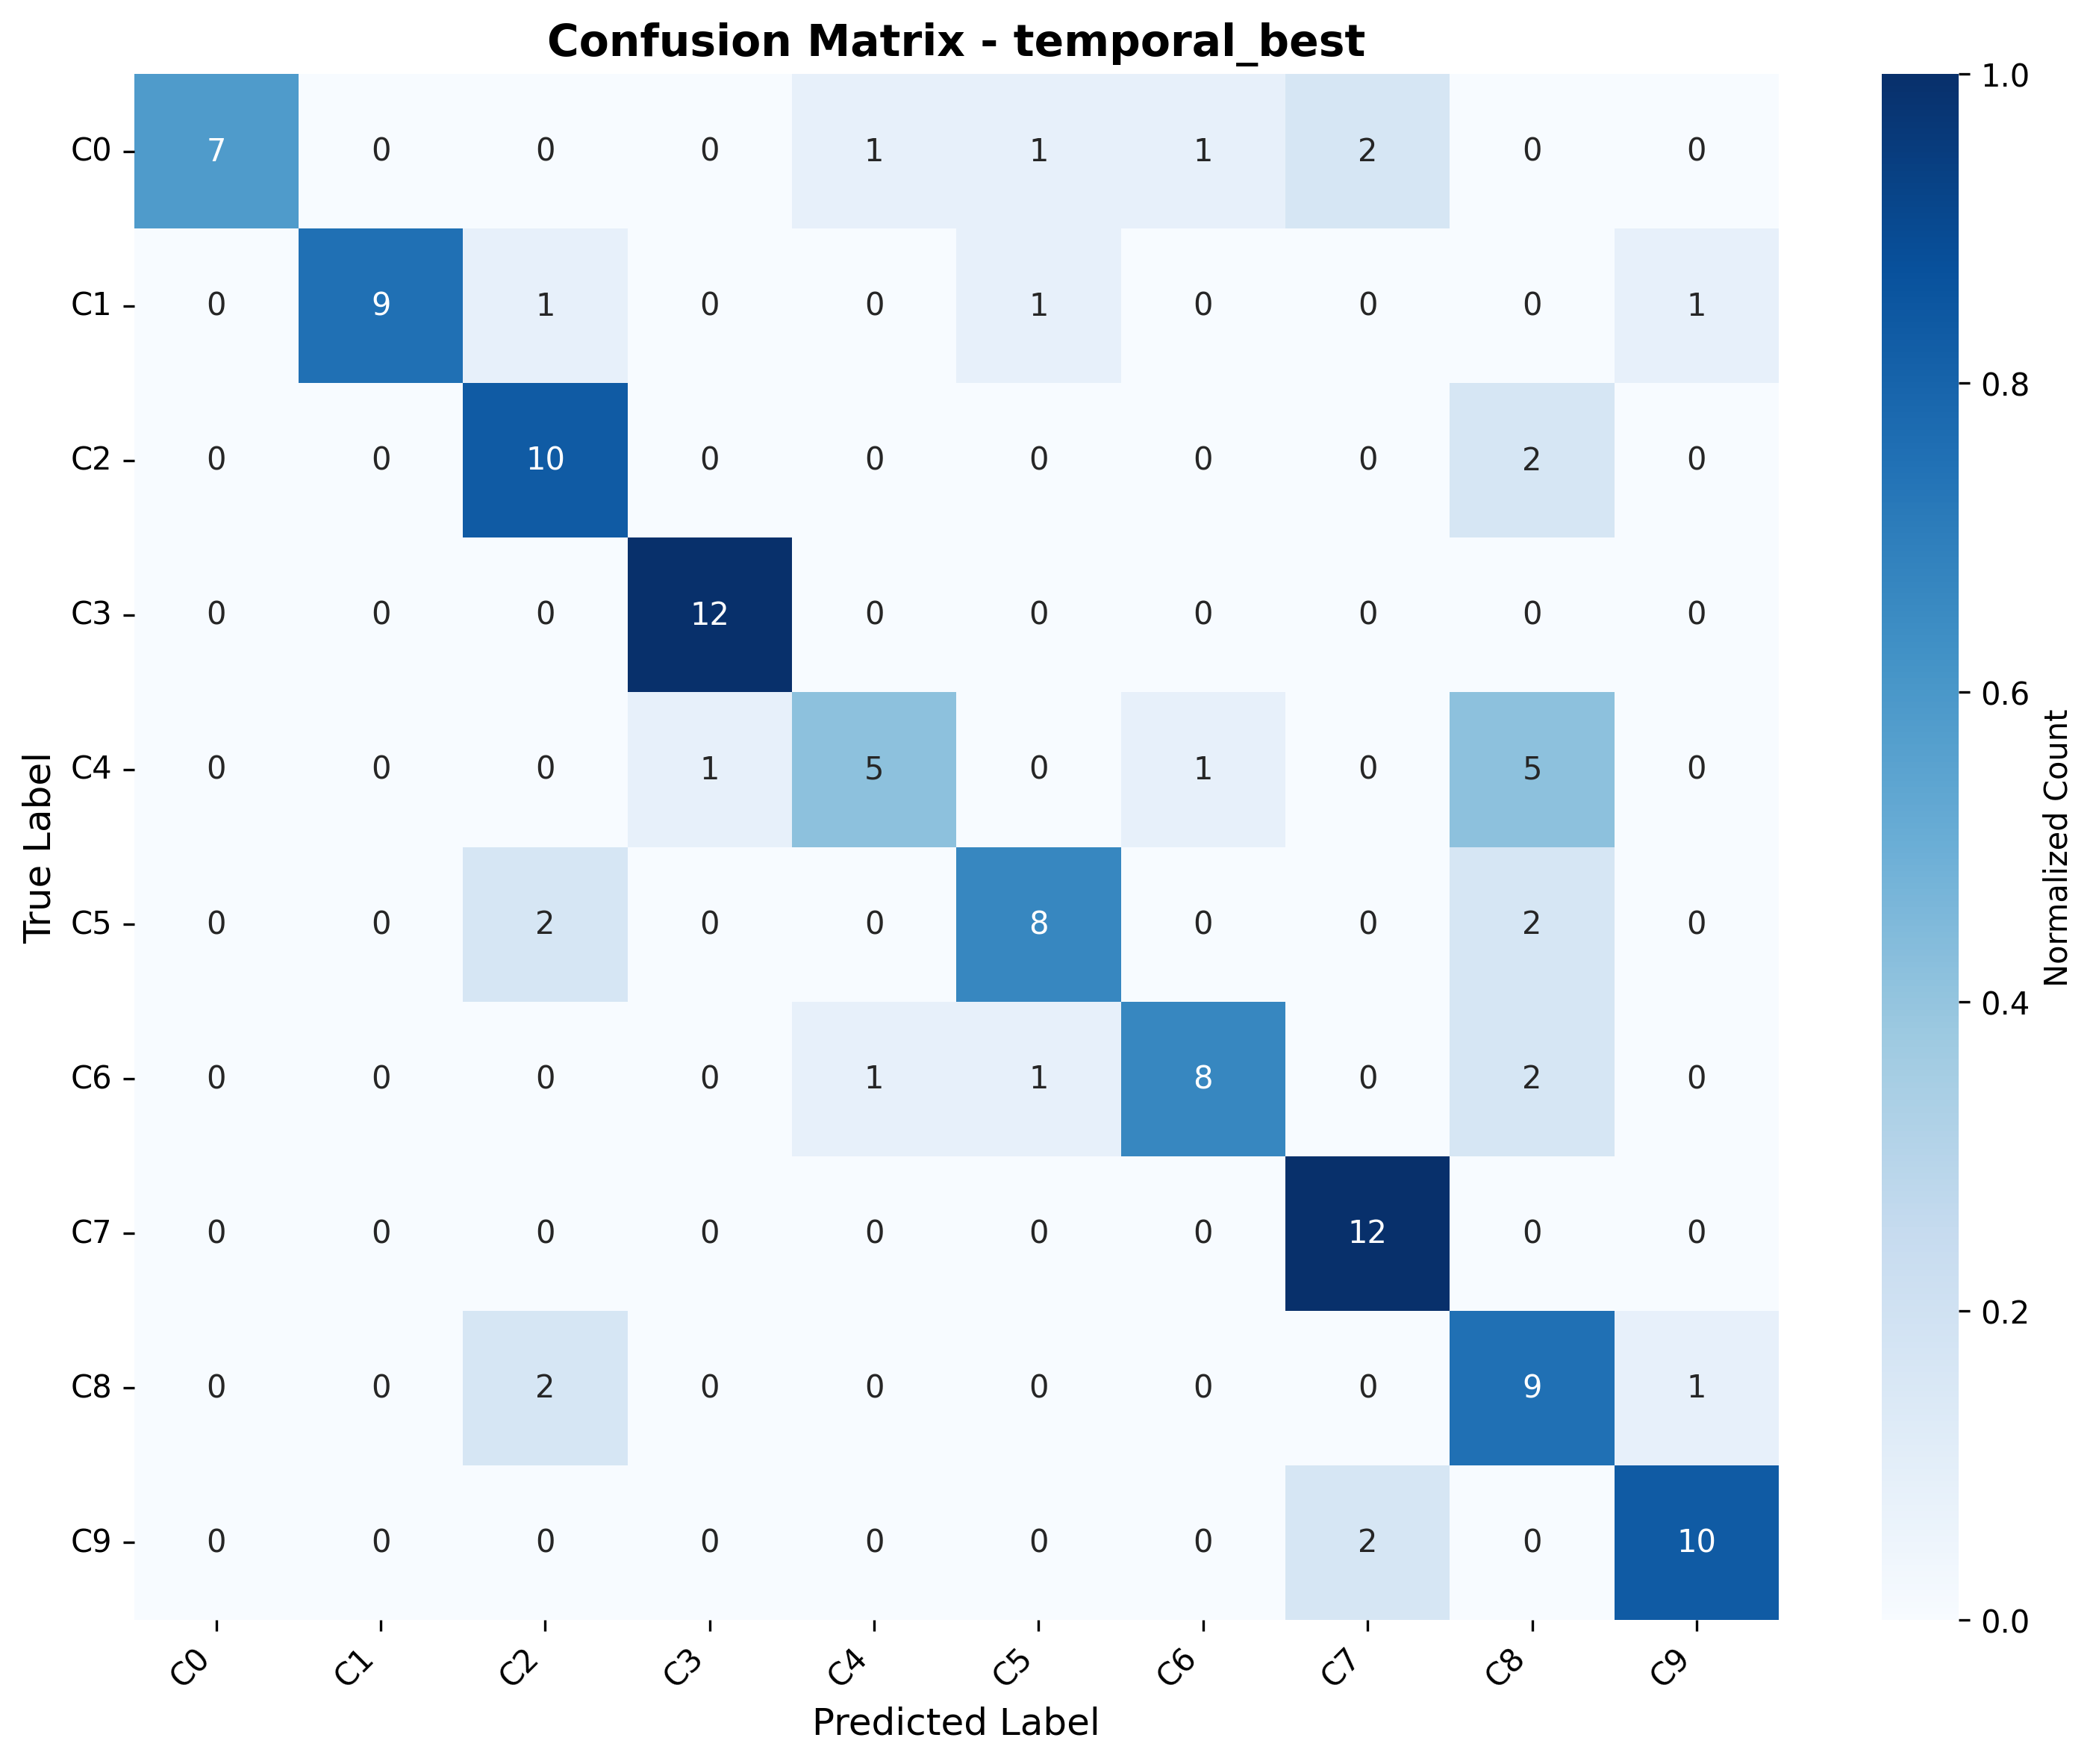 Confusion Matrix - temporal_best
C0 7 0 0 0 1 1 1 2 0 0
C1 0 9 1 0 0 1 0 0 0 1
C2 0 0 10 0 0 0 0 0 2 0
C3 0 0 0 12 0 0 0 0 0 0
C4 0 0 0 1 5 0 1 0 5 0
C5 0 0 2 0 0 8 0 0 2 0
C6 0 0 0 0 1 1 8 0 2 0
C7 0 0 0 0 0 0 0 12 0 0
C8 0 0 2 0 0 0 0 0 9 1
C9 0 0 0 0 0 0 0 2 0 10
C0 C1 C2 C3 C4 C5 C6 C7 C8 C9
Predicted Label
True Label
1.0
0.8
0.6
0.4
0.2
0.0
Normalized Count